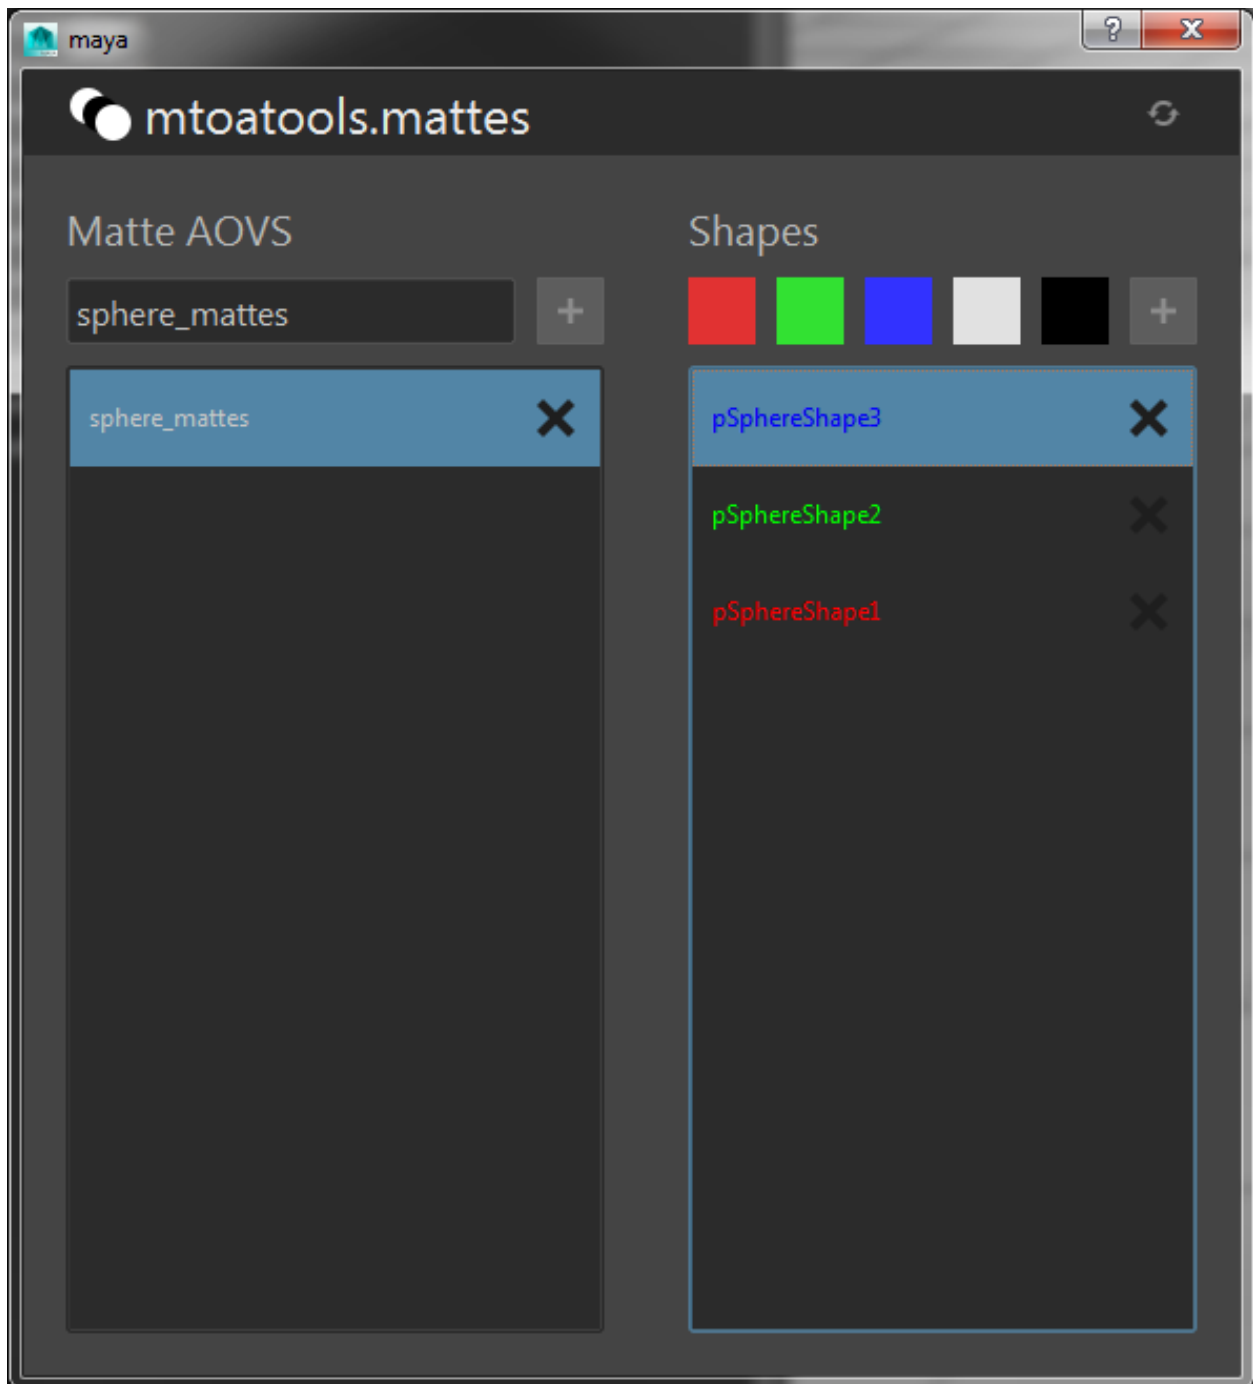 maya
mtoatools.mattes
Matte AOVS
sphere_mattes
sphere_mattes
Shapes
pSphereShape3
pSphereShape2
pSphereShape1